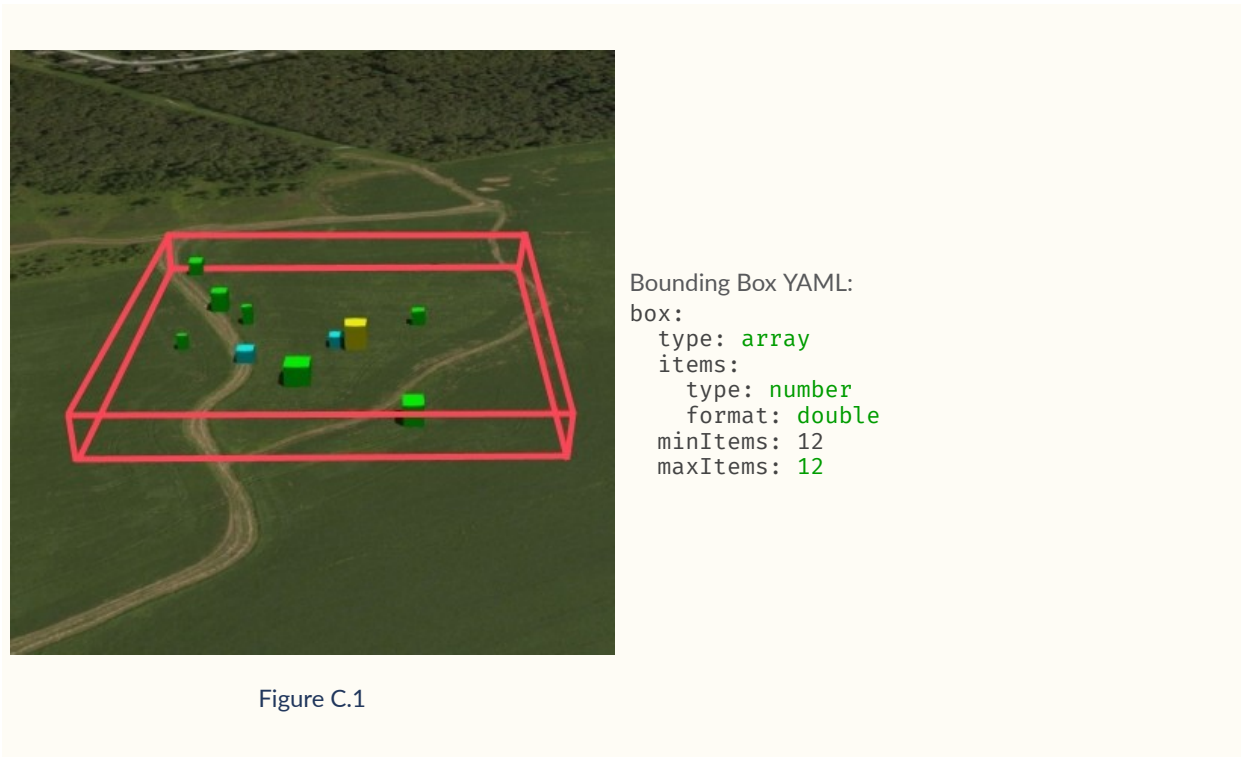 Bounding Box YAML:
box:
  type: array
  items:
    type: number
    format: double
  minItems: 12
  maxItems: 12
Figure C.1